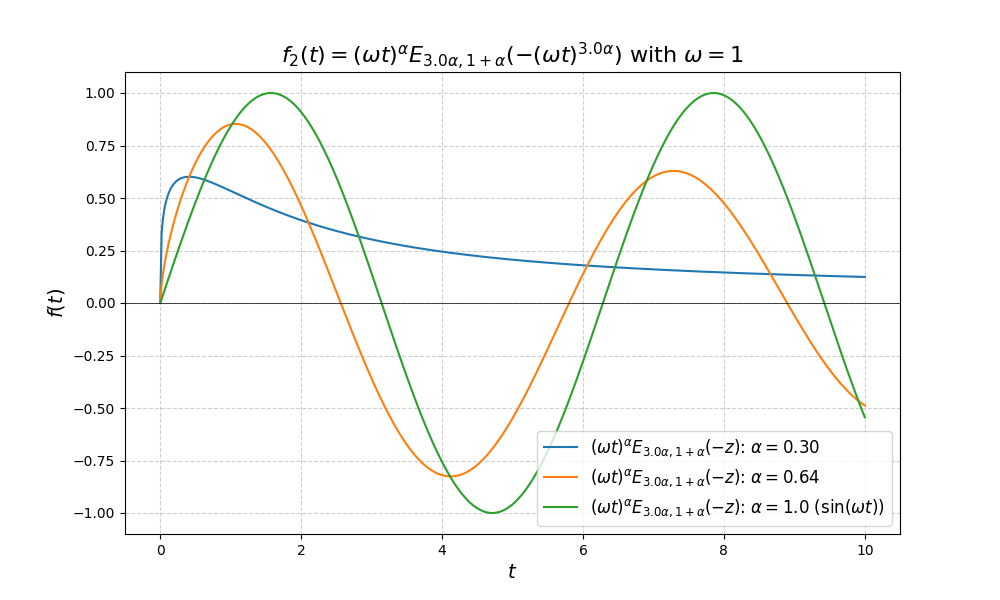 f₂(t) = (ωt)^α E_{3.0α, 1+α}(−(ωt)^{3.0α}) with ω = 1
f(t)
1.00
0.75
0.50
0.25
0.00
−0.25
−0.50
−0.75
−1.00
(ωt)^α E_{3.0α, 1+α}(−z): α = 0.30
(ωt)^α E_{3.0α, 1+α}(−z): α = 0.64
(ωt)^α E_{3.0α, 1+α}(−z): α = 1.0 (sin(ωt))
0 2 4 6 8 10
t